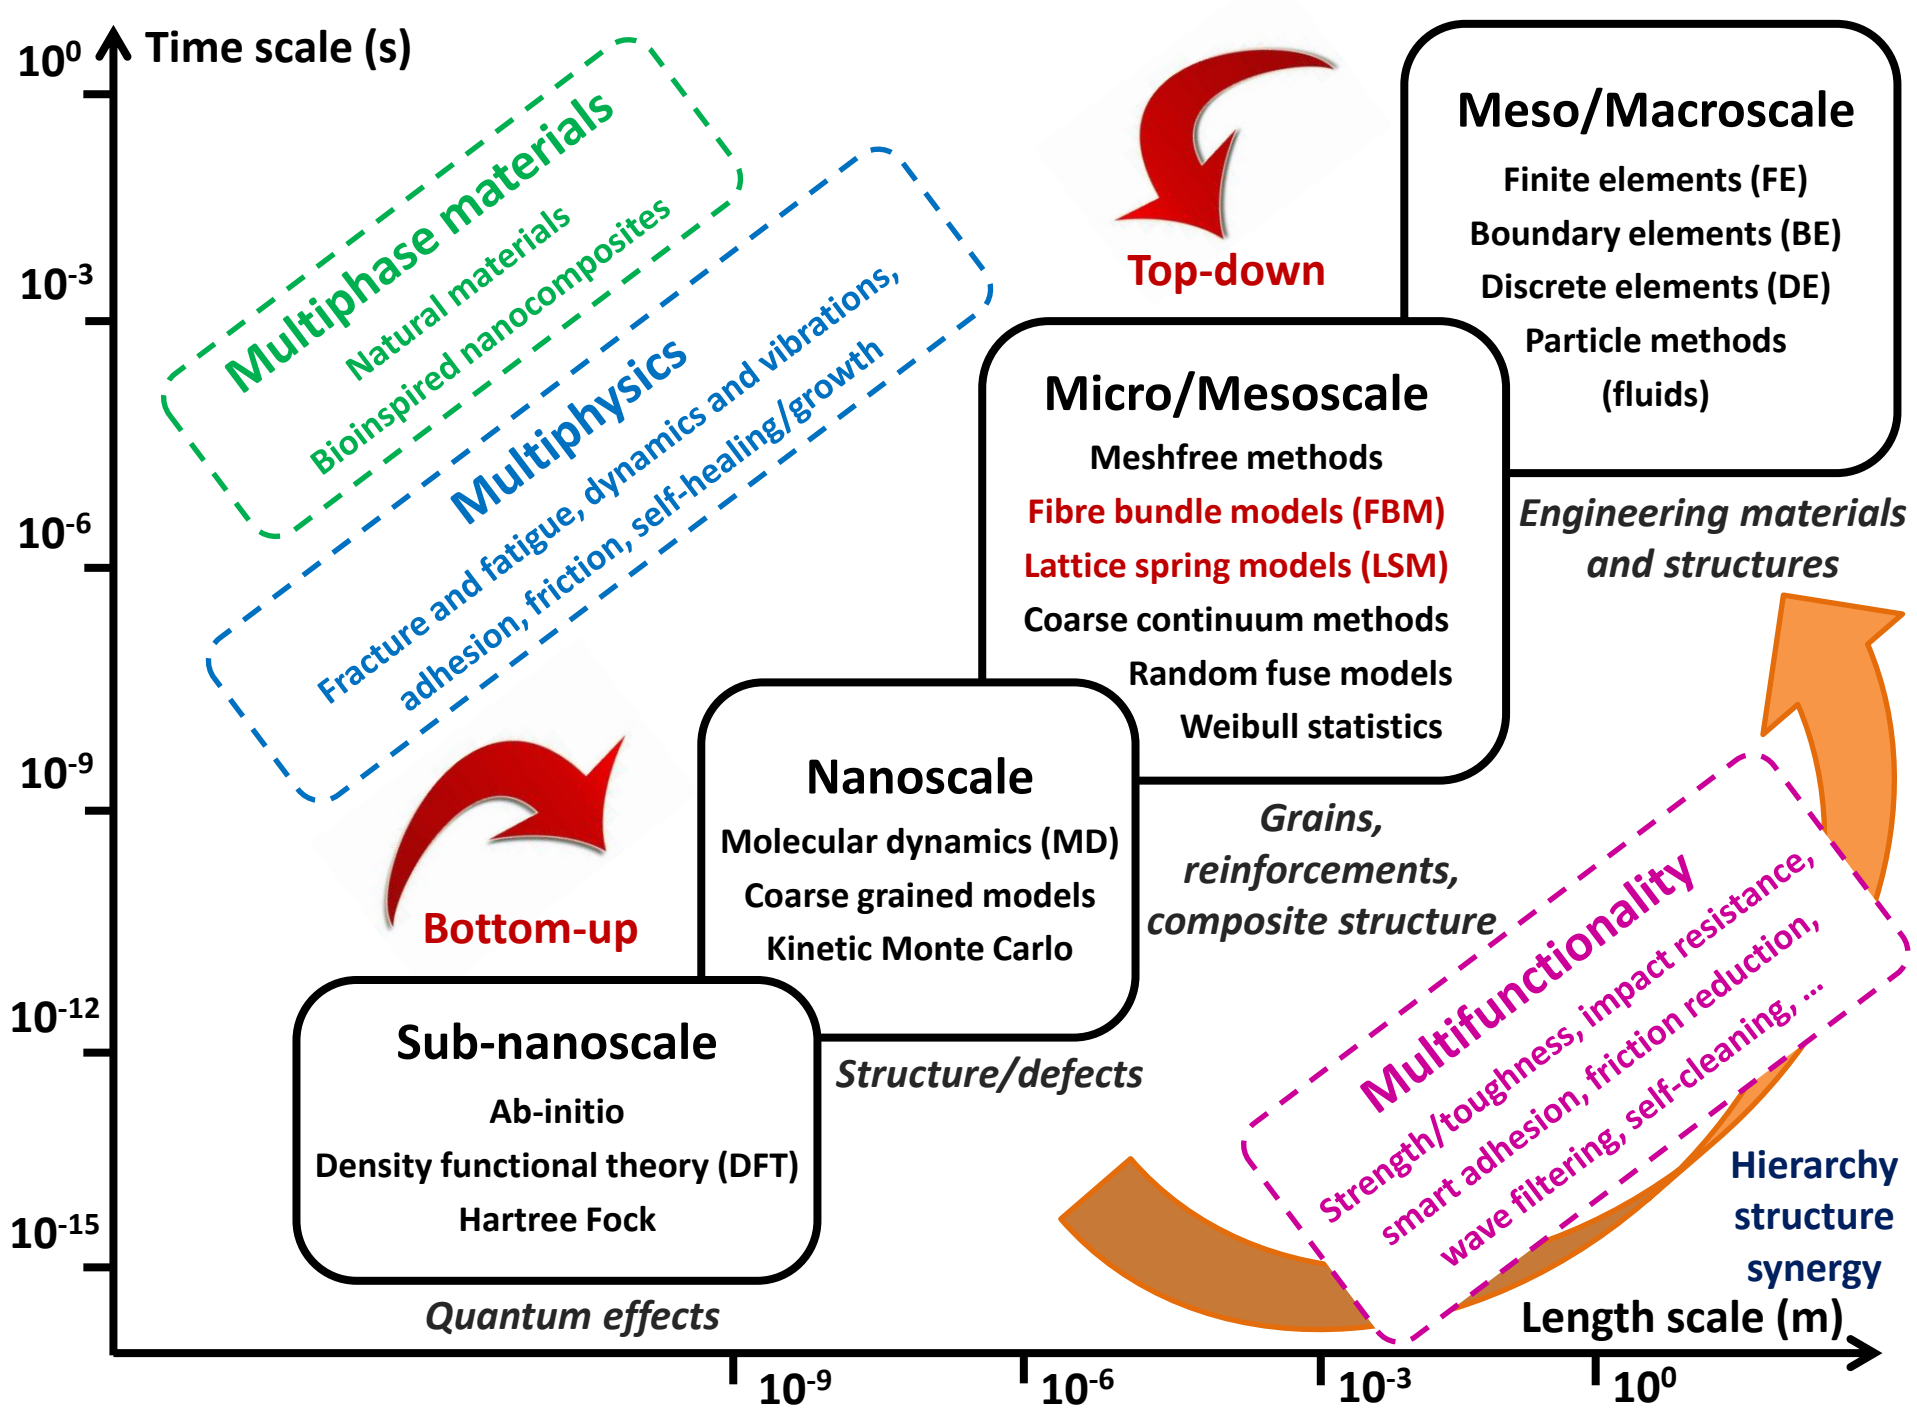 Time scale (s)
10⁰
10⁻³
10⁻⁶
10⁻⁹
10⁻¹²
10⁻¹⁵
Multiphase materials
Natural materials
Bioinspired nanocomposites
Multiphysics
Fracture and fatigue, dynamics and vibrations,
adhesion, friction, self-healing/growth
Top-down
Meso/Macroscale
Finite elements (FE)
Boundary elements (BE)
Discrete elements (DE)
Particle methods
(fluids)
Engineering materials
and structures
Micro/Mesoscale
Meshfree methods
Fibre bundle models (FBM)
Lattice spring models (LSM)
Coarse continuum methods
Random fuse models
Weibull statistics
Grains,
reinforcements,
composite structure
Bottom-up
Nanoscale
Molecular dynamics (MD)
Coarse grained models
Kinetic Monte Carlo
Structure/defects
Sub-nanoscale
Ab-initio
Density functional theory (DFT)
Hartree Fock
Quantum effects
Multifunctionality
Strength/toughness, impact resistance,
smart adhesion, friction reduction,
wave filtering, self-cleaning, ...
Hierarchy
structure
synergy
Length scale (m)
10⁻⁹
10⁻⁶
10⁻³
10⁰